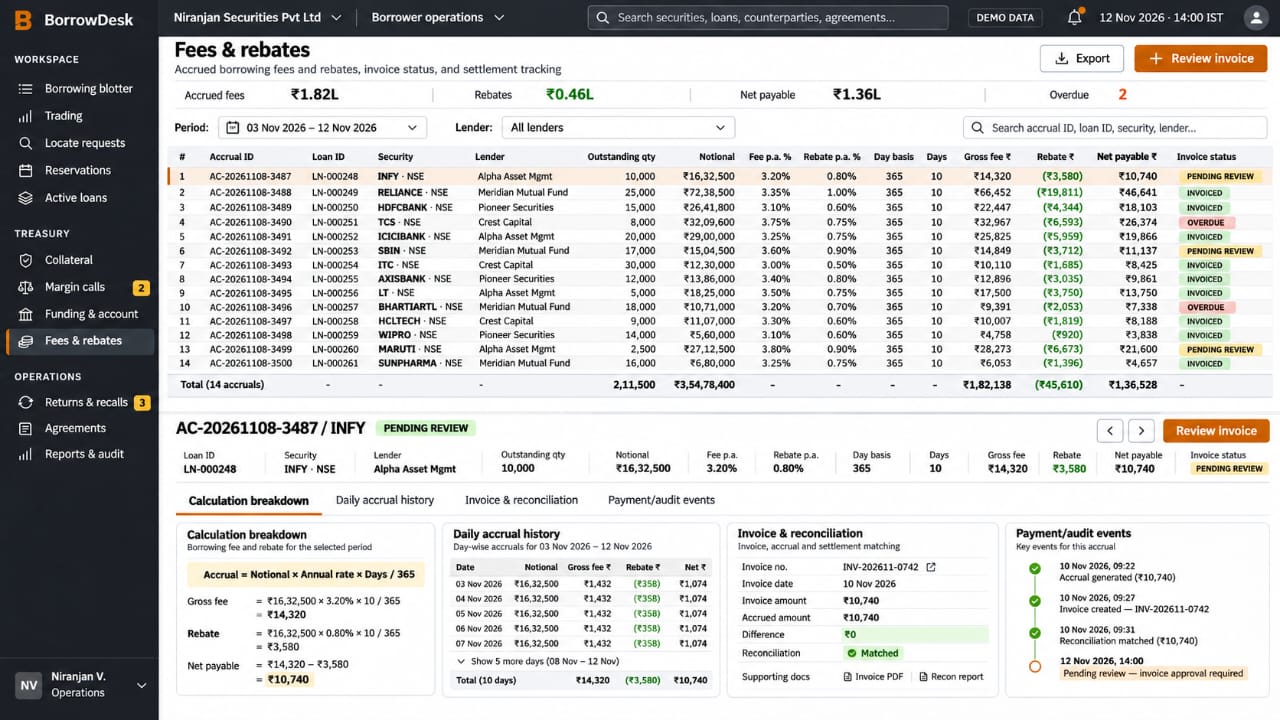 BorrowDesk
Niranjan Securities Pvt Ltd
Borrower operations
Search securities, loans, counterparties, agreements...
DEMO DATA
12 Nov 2026 · 14:00 IST
WORKSPACE
Borrowing blotter
Trading
Locate requests
Reservations
Active loans
TREASURY
Collateral
Margin calls 2
Funding & account
Fees & rebates
OPERATIONS
Returns & recalls 3
Agreements
Reports & audit
NV
Niranjan V.
Operations
Fees & rebates
Accrued borrowing fees and rebates, invoice status, and settlement tracking
Export
Review invoice
Accrued fees ₹1.82L
Rebates ₹0.46L
Net payable ₹1.36L
Overdue 2
Period: 03 Nov 2026 – 12 Nov 2026
Lender: All lenders
Search accrual ID, loan ID, security, lender...
# Accrual ID Loan ID Security Lender Outstanding qty Notional Fee p.a. % Rebate p.a. % Day basis Days Gross fee ₹ Rebate ₹ Net payable ₹ Invoice status
1 AC-20261108-3487 LN-000248 INFY · NSE Alpha Asset Mgmt 10,000 ₹16,32,500 3.20% 0.80% 365 10 ₹14,320 (₹3,580) ₹10,740 PENDING REVIEW
2 AC-20261108-3488 LN-000249 RELIANCE · NSE Meridian Mutual Fund 25,000 ₹72,38,500 3.35% 1.00% 365 10 ₹66,452 (₹19,811) ₹46,641 INVOICED
3 AC-20261108-3489 LN-000250 HDFCBANK · NSE Pioneer Securities 15,000 ₹26,41,800 3.10% 0.60% 365 10 ₹22,447 (₹4,344) ₹18,103 INVOICED
4 AC-20261108-3490 LN-000251 TCS · NSE Crest Capital 8,000 ₹32,09,600 3.75% 0.75% 365 10 ₹32,967 (₹6,593) ₹26,374 OVERDUE
5 AC-20261108-3491 LN-000252 ICICIBANK · NSE Alpha Asset Mgmt 20,000 ₹29,00,000 3.25% 0.75% 365 10 ₹25,825 (₹5,959) ₹19,866 INVOICED
6 AC-20261108-3492 LN-000253 SBIN · NSE Meridian Mutual Fund 17,000 ₹15,04,500 3.60% 0.90% 365 10 ₹14,849 (₹3,712) ₹11,137 PENDING REVIEW
7 AC-20261108-3493 LN-000254 ITC · NSE Crest Capital 30,000 ₹12,30,000 3.00% 0.50% 365 10 ₹10,110 (₹1,685) ₹8,425 INVOICED
8 AC-20261108-3494 LN-000255 AXISBANK · NSE Pioneer Securities 12,000 ₹13,86,000 3.40% 0.80% 365 10 ₹12,896 (₹3,035) ₹9,861 INVOICED
9 AC-20261108-3495 LN-000256 LT · NSE Alpha Asset Mgmt 5,000 ₹18,25,000 3.50% 0.75% 365 10 ₹17,500 (₹3,750) ₹13,750 INVOICED
10 AC-20261108-3496 LN-000257 BHARTIARTL · NSE Meridian Mutual Fund 18,000 ₹10,71,000 3.20% 0.70% 365 10 ₹9,391 (₹2,053) ₹7,338 OVERDUE
11 AC-20261108-3497 LN-000258 HCLTECH · NSE Crest Capital 9,000 ₹11,07,000 3.30% 0.60% 365 10 ₹10,007 (₹1,819) ₹8,188 INVOICED
12 AC-20261108-3498 LN-000259 WIPRO · NSE Pioneer Securities 14,000 ₹5,60,000 3.10% 0.60% 365 10 ₹4,758 (₹920) ₹3,838 INVOICED
13 AC-20261108-3499 LN-000260 MARUTI · NSE Alpha Asset Mgmt 2,500 ₹27,12,500 3.80% 0.90% 365 10 ₹28,273 (₹6,673) ₹21,600 PENDING REVIEW
14 AC-20261108-3500 LN-000261 SUNPHARMA · NSE Meridian Mutual Fund 16,000 ₹6,80,000 3.25% 0.75% 365 10 ₹6,053 (₹1,396) ₹4,657 INVOICED
Total (14 accruals) - - - 2,11,500 ₹3,54,78,400 - - - - ₹1,82,138 (₹45,610) ₹1,36,528 -
AC-20261108-3487 / INFY PENDING REVIEW
Review invoice
Loan ID Security Lender Outstanding qty Notional Fee p.a. Rebate p.a. Day basis Days Gross fee Rebate Net payable Invoice status
LN-000248 INFY · NSE Alpha Asset Mgmt 10,000 ₹16,32,500 3.20% 0.80% 365 10 ₹14,320 ₹3,580 ₹10,740 PENDING REVIEW
Calculation breakdown Daily accrual history Invoice & reconciliation Payment/audit events
Calculation breakdown
Borrowing fee and rebate for the selected period
Accrual = Notional × Annual rate × Days / 365
Gross fee = ₹16,32,500 × 3.20% × 10 / 365
= ₹14,320
Rebate = ₹16,32,500 × 0.80% × 10 / 365
= ₹3,580
Net payable = ₹14,320 – ₹3,580
= ₹10,740
Daily accrual history
Day-wise accruals for 03 Nov 2026 – 12 Nov 2026
Date Notional Gross fee ₹ Rebate ₹ Net ₹
03 Nov 2026 ₹16,32,500 ₹1,432 (₹358) ₹1,074
04 Nov 2026 ₹16,32,500 ₹1,432 (₹358) ₹1,074
05 Nov 2026 ₹16,32,500 ₹1,432 (₹358) ₹1,074
06 Nov 2026 ₹16,32,500 ₹1,432 (₹358) ₹1,074
07 Nov 2026 ₹16,32,500 ₹1,432 (₹358) ₹1,074
Show 5 more days (08 Nov – 12 Nov)
Total (10 days) ₹14,320 (₹3,580) ₹10,740
Invoice & reconciliation
Invoice, accrual and settlement matching
Invoice no. INV-202611-0742
Invoice date 10 Nov 2026
Invoice amount ₹10,740
Accrued amount ₹10,740
Difference ₹0
Reconciliation Matched
Supporting docs Invoice PDF Recon report
Payment/audit events
Key events for this accrual
10 Nov 2026, 09:22
Accrual generated (₹10,740)
10 Nov 2026, 09:27
Invoice created — INV-202611-0742
10 Nov 2026, 09:31
Reconciliation matched (₹10,740)
12 Nov 2026, 14:00
Pending review — invoice approval required